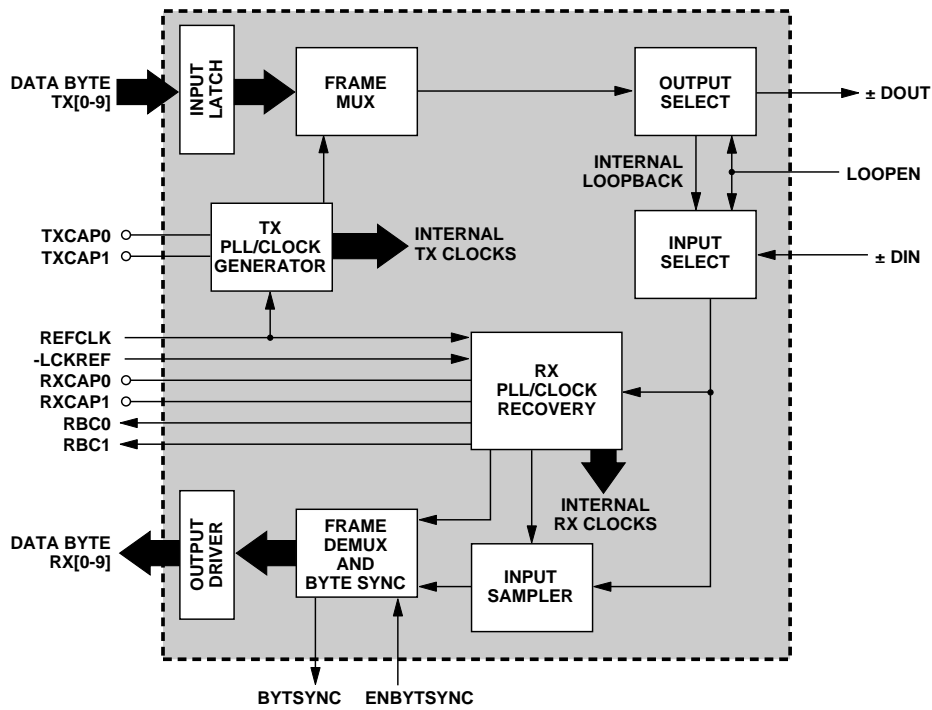 DATA BYTE
TX[0-9]
INPUT
LATCH
FRAME
MUX
OUTPUT
SELECT
± DOUT
INTERNAL
LOOPBACK
LOOPEN
TXCAP0
TXCAP1
TX
PLL/CLOCK
GENERATOR
INTERNAL
TX CLOCKS
INPUT
SELECT
± DIN
REFCLK
-LCKREF
RXCAP0
RXCAP1
RBC0
RBC1
RX
PLL/CLOCK
RECOVERY
INTERNAL
RX CLOCKS
DATA BYTE
RX[0-9]
OUTPUT
DRIVER
FRAME
DEMUX
AND
BYTE SYNC
INPUT
SAMPLER
BYTSYNC
ENBYTSYNC